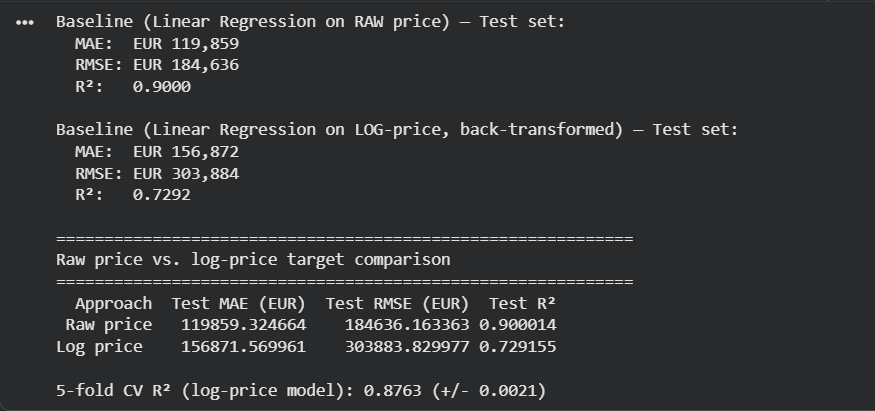 ••• Baseline (Linear Regression on RAW price) — Test set:
MAE: EUR 119,859
RMSE: EUR 184,636
R²: 0.9000
Baseline (Linear Regression on LOG-price, back-transformed) — Test set:
MAE: EUR 156,872
RMSE: EUR 303,884
R²: 0.7292
============================================================
Raw price vs. log-price target comparison
============================================================
Approach Test MAE (EUR) Test RMSE (EUR) Test R²
Raw price 119859.324664 184636.163363 0.900014
Log price 156871.569961 303883.829977 0.729155
5-fold CV R² (log-price model): 0.8763 (+/- 0.0021)